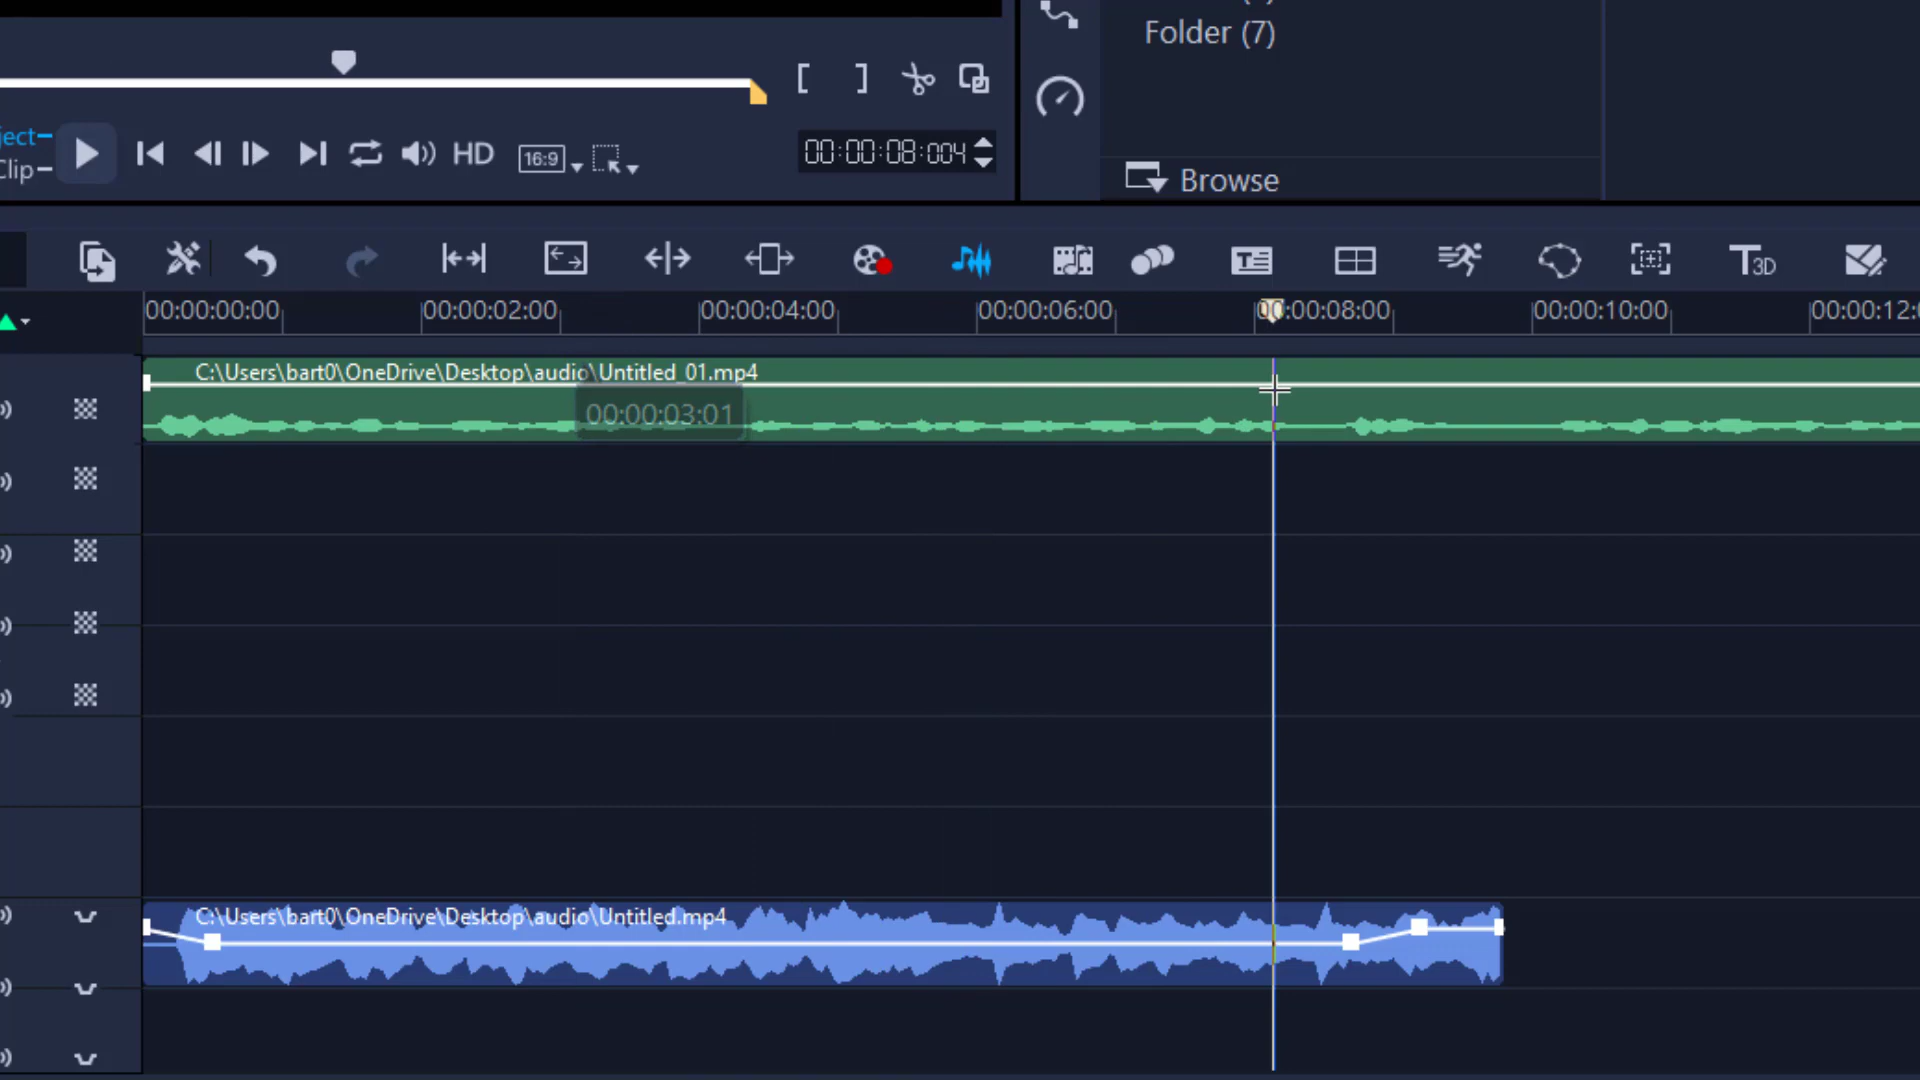 Folder (7)
ject
Clip
HD
16:9
00:00:08:004
Browse
T3D
00:00:00:00
00:00:02:00
00:00:04:00
00:00:06:00
00:00:08:00
00:00:10:00
00:00:12:
C:\Users\bart0\OneDrive\Desktop\audio\Untitled_01.mp4
00:00:03:01
C:\Users\bart0\OneDrive\Desktop\audio\Untitled.mp4